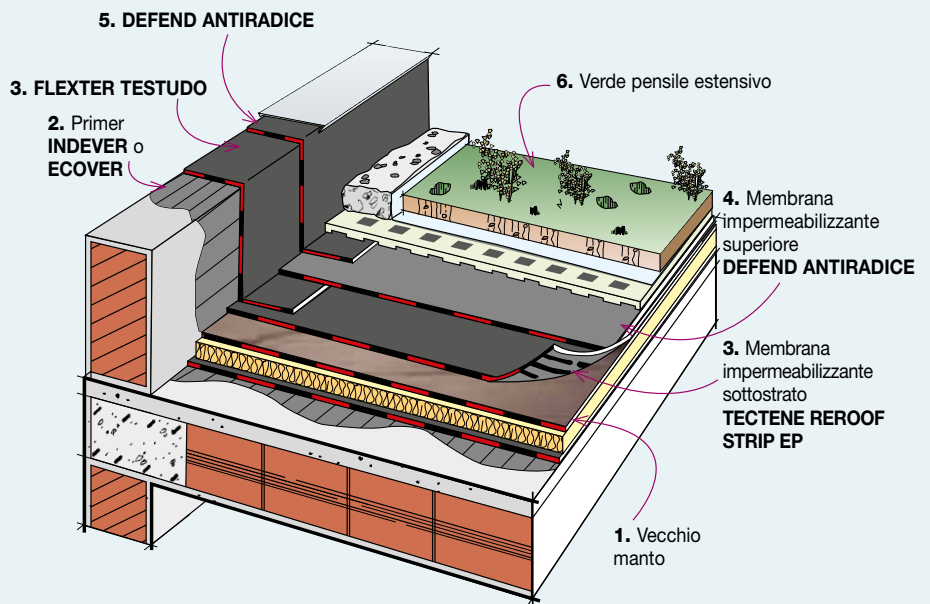 5. DEFEND ANTIRADICE
3. FLEXTER TESTUDO
2. Primer
INDEVER o
ECOVER
6. Verde pensile estensivo
4. Membrana
impermeabilizzante
superiore
DEFEND ANTIRADICE
3. Membrana
impermeabilizzante
sottostrato
TECTENE REROOF
STRIP EP
1. Vecchio
manto